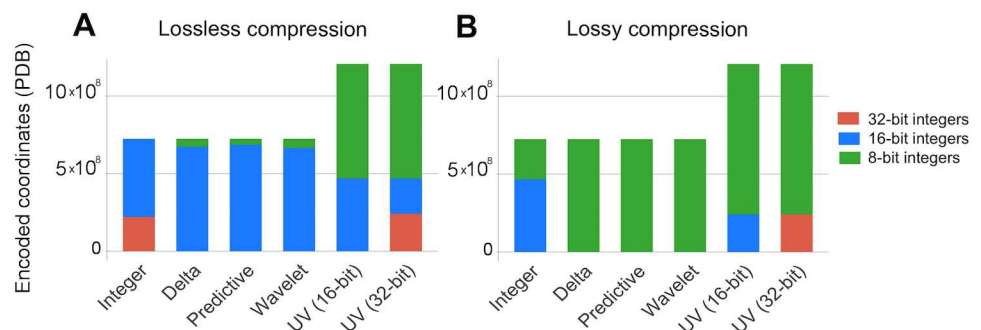 A Lossless compression
B Lossy compression
Encoded coordinates (PDB)
10×10⁸
5×10⁸
0
Integer
Delta
Predictive
Wavelet
UV (16-bit)
UV (32-bit)
10×10⁸
5×10⁸
0
Integer
Delta
Predictive
Wavelet
UV (16-bit)
UV (32-bit)
32-bit integers
16-bit integers
8-bit integers